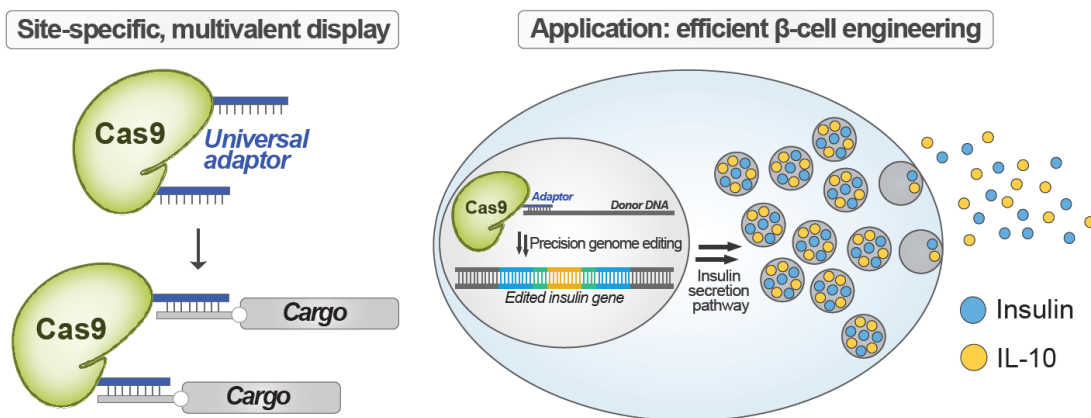 Site-specific, multivalent display
Cas9
Universal
adaptor
Cas9
Cargo
Cargo
Application: efficient β-cell engineering
Cas9
Adaptor
Donor DNA
Precision genome editing
Edited insulin gene
Insulin
secretion
pathway
Insulin
IL-10